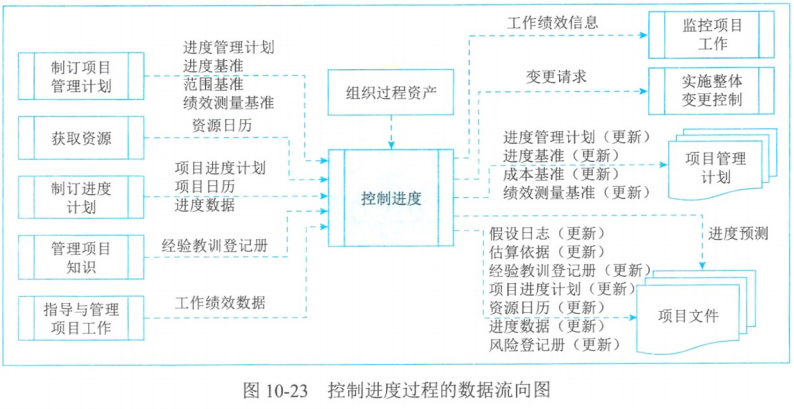 制订项目
管理计划
进度管理计划
进度基准
范围基准
绩效测量基准
获取资源
资源日历
制订进度
计划
项目进度计划
项目日历
进度数据
管理项目
知识
经验教训登记册
指导与管理
项目工作
工作绩效数据
组织过程资产
控制进度
工作绩效信息
监控项目
工作
变更请求
实施整体
变更控制
进度管理计划（更新）
进度基准（更新）
成本基准（更新）
绩效测量基准（更新）
项目管理
计划
进度预测
假设日志（更新）
估算依据（更新）
经验教训登记册（更新）
项目进度计划（更新）
资源日历（更新）
进度数据（更新）
风险登记册（更新）
项目文件
图 10-23 控制进度过程的数据流向图